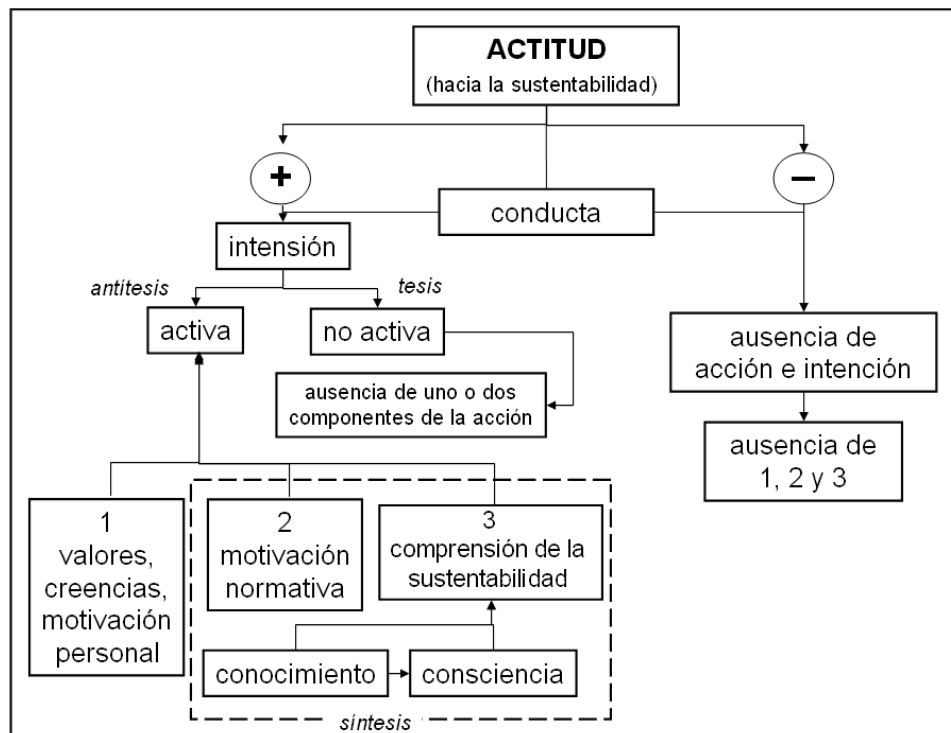 ACTITUD
(hacia la sustentabilidad)
+
−
conducta
intensión
antítesis
tesis
activa
no activa
ausencia de
acción e intención
ausencia de uno o dos
componentes de la acción
ausencia de
1, 2 y 3
1
valores,
creencias,
motivación
personal
2
motivación
normativa
3
comprensión de la
sustentabilidad
conocimiento
consciencia
síntesis